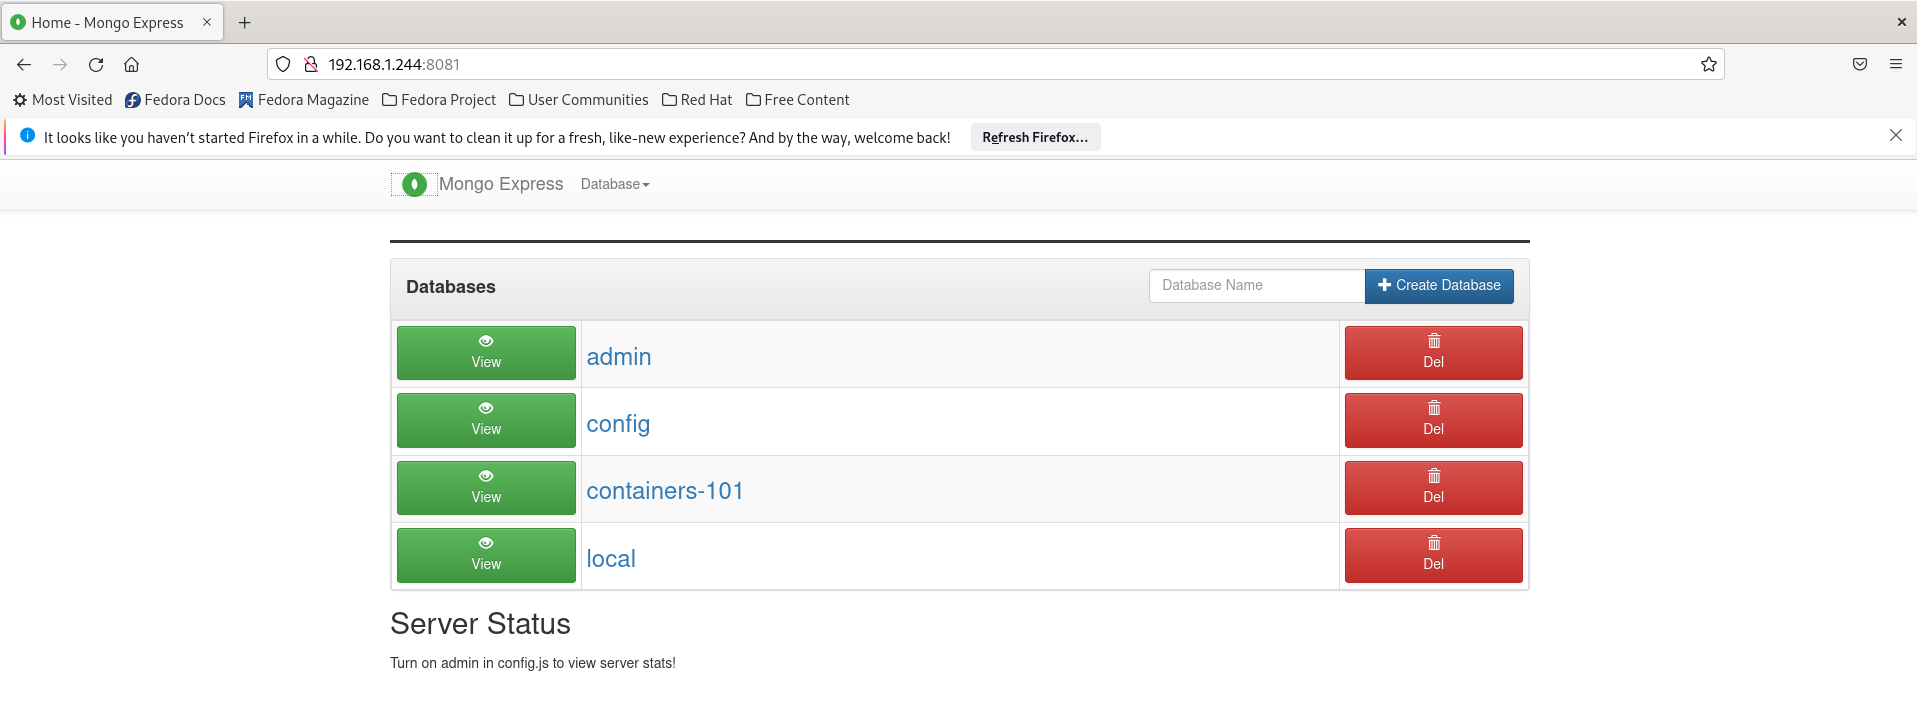 Home - Mongo Express
192.168.1.244:8081
Most Visited Fedora Docs Fedora Magazine Fedora Project User Communities Red Hat Free Content
It looks like you haven’t started Firefox in a while. Do you want to clean it up for a fresh, like-new experience? And by the way, welcome back! Refresh Firefox…
Mongo Express Database
Databases Database Name Create Database
View admin Del
View config Del
View containers-101 Del
View local Del
Server Status
Turn on admin in config.js to view server stats!